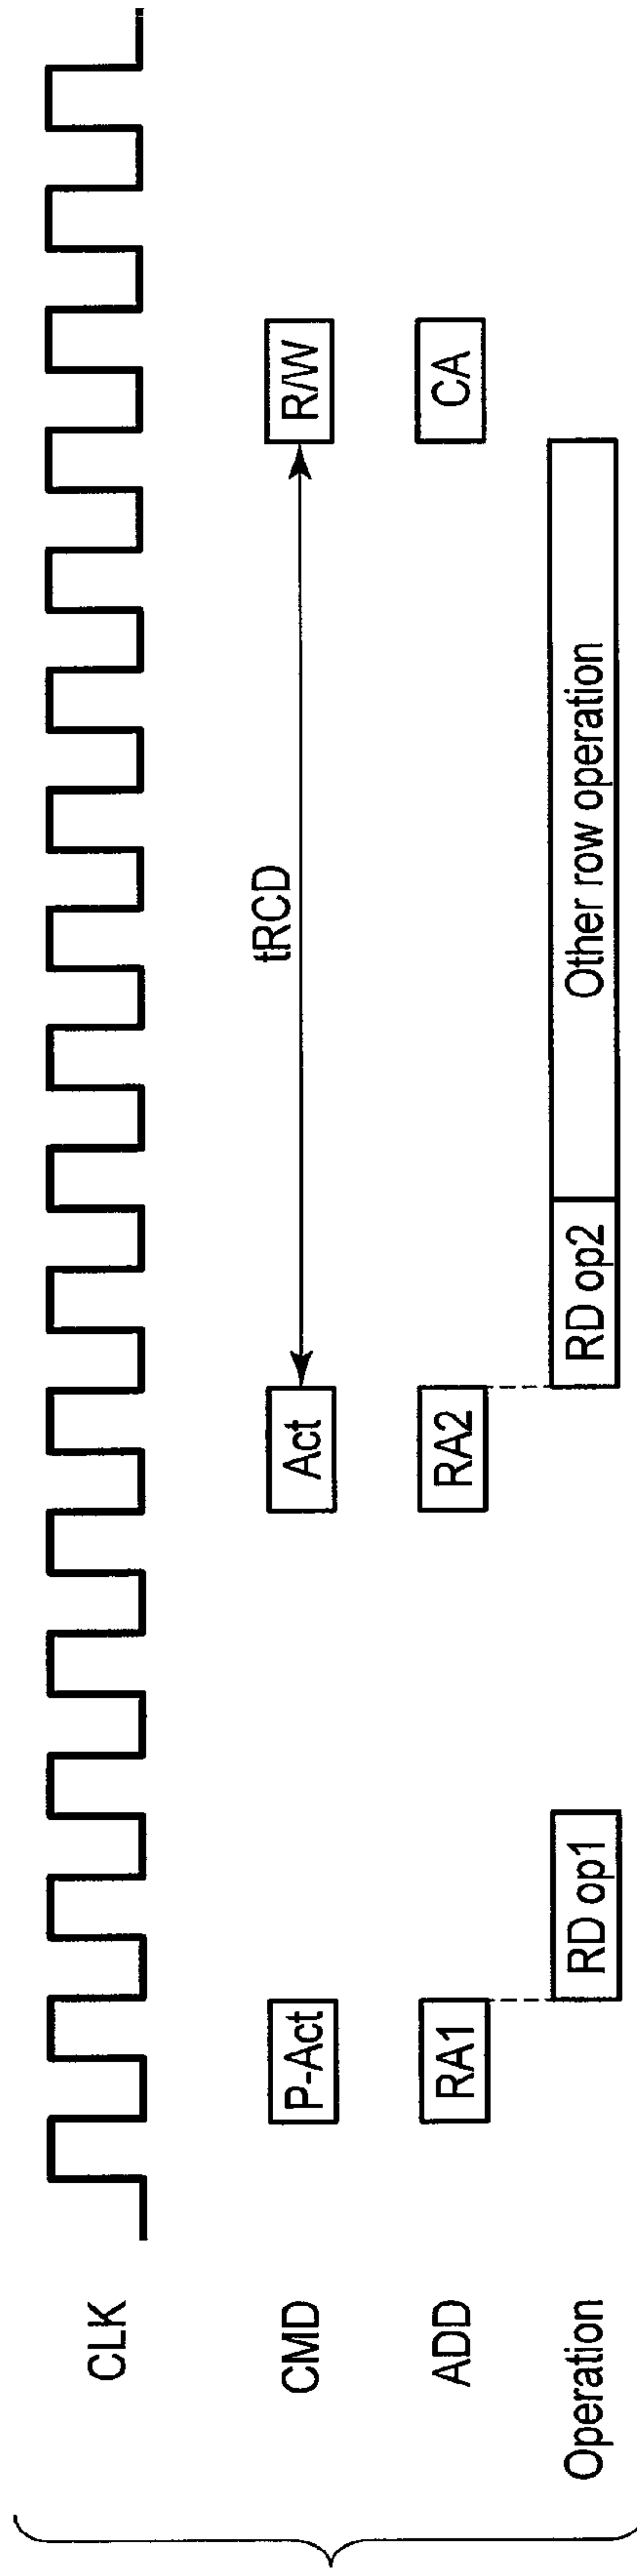 CLK
CMD
P-Act
Act
tRCD
R/W
ADD
RA1
RA2
CA
Operation
RD op1
RD op2
Other row operation